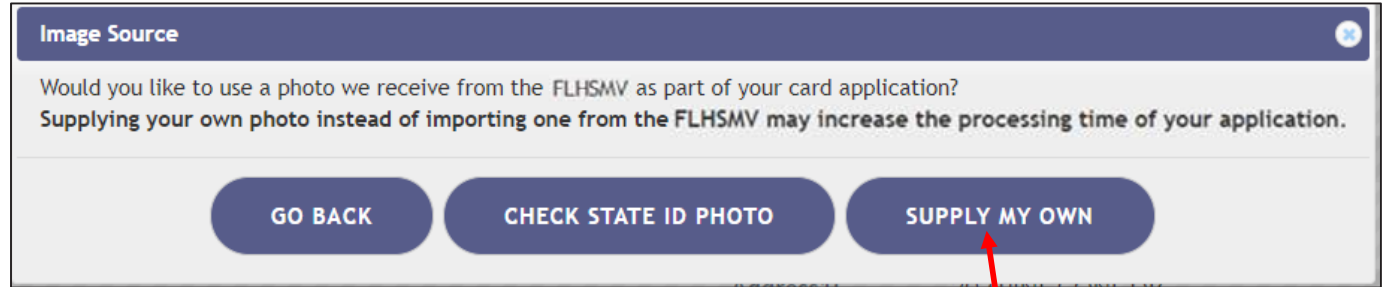 Image Source
Would you like to use a photo we receive from the FLHSMV as part of your card application?
Supplying your own photo instead of importing one from the FLHSMV may increase the processing time of your application.
GO BACK CHECK STATE ID PHOTO SUPPLY MY OWN